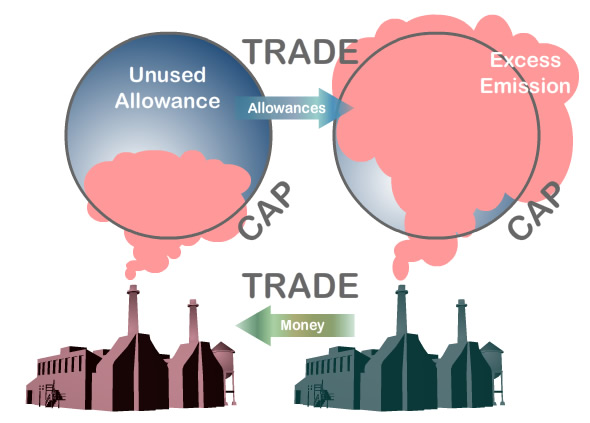 TRADE
Unused
Allowance
Allowances
Excess
Emission
CAP
CAP
TRADE
Money